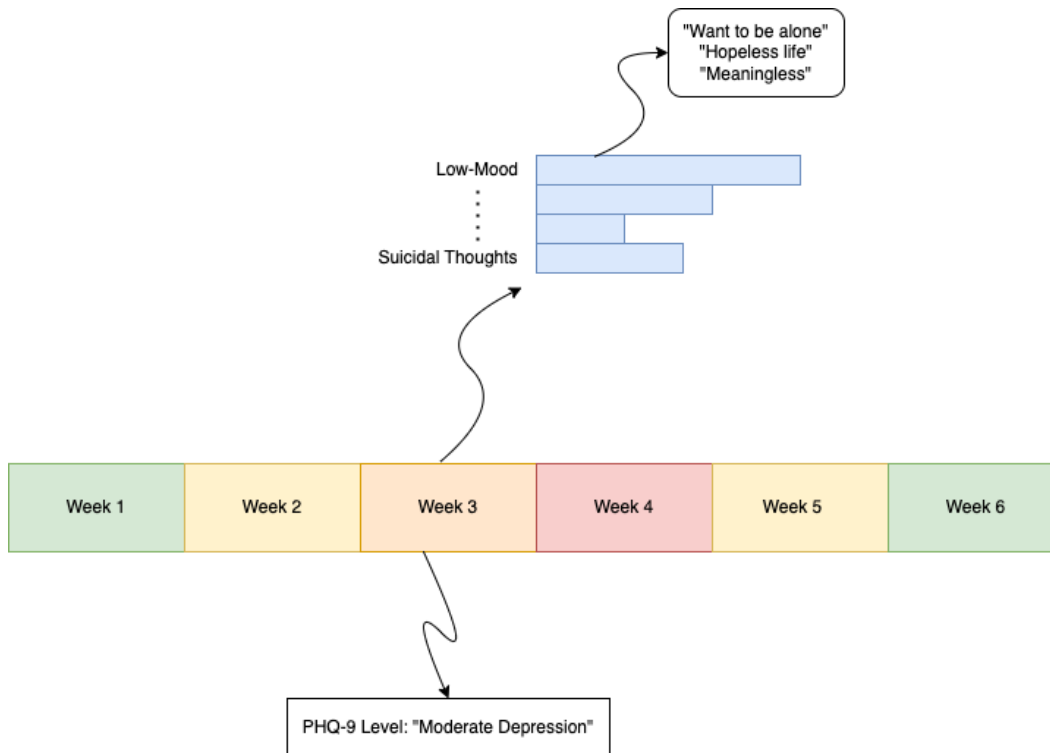 "Want to be alone"
"Hopeless life"
"Meaningless"
Low-Mood
Suicidal Thoughts
Week 1
Week 2
Week 3
Week 4
Week 5
Week 6
PHQ-9 Level: "Moderate Depression"